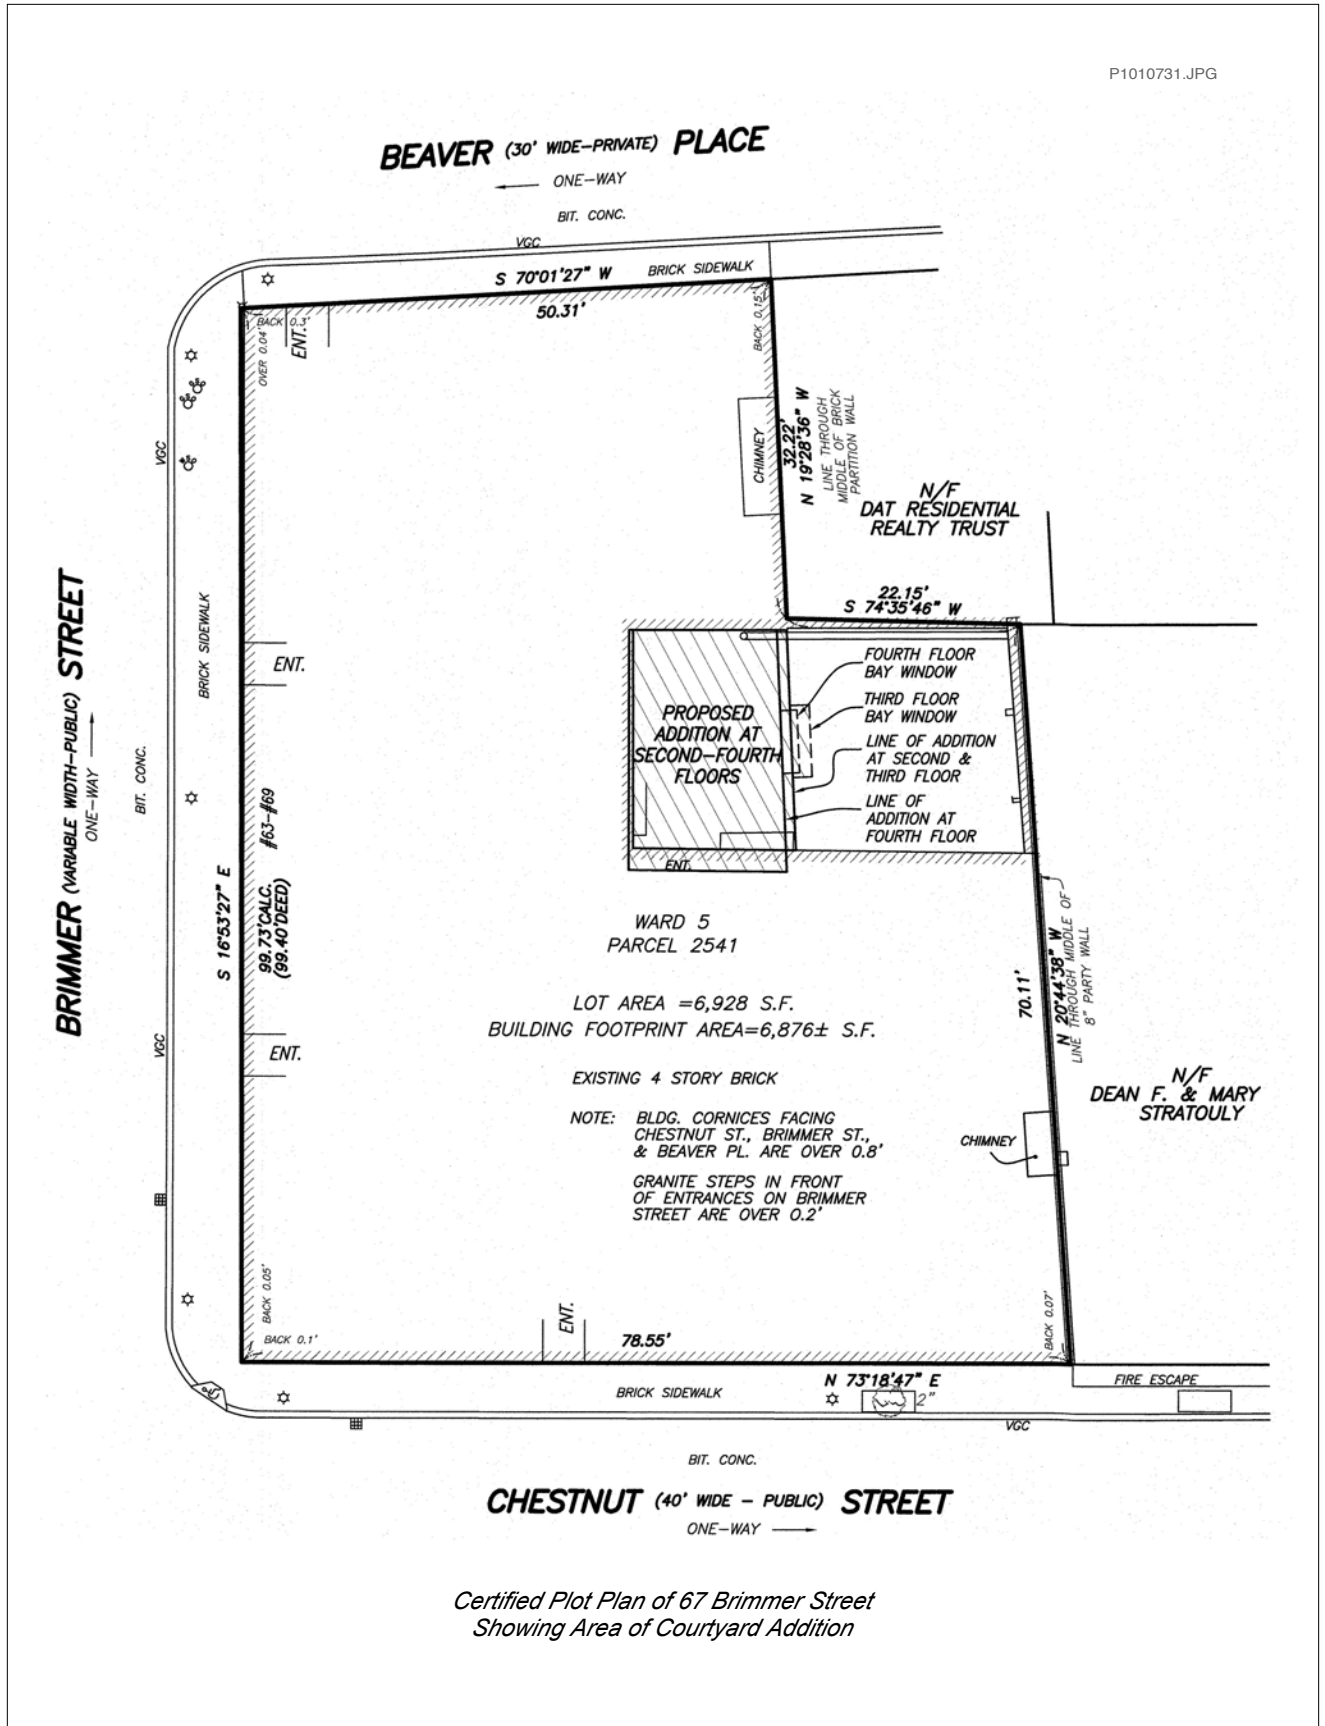 P1010731.JPG
BEAVER (30' WIDE–PRIVATE) PLACE
ONE–WAY
BIT. CONC.
VGC
S 70°01'27" W
BRICK SIDEWALK
50.31'
BACK 0.3'
OVER 0.04'
ENT.
BACK 0.15'
CHIMNEY
32.22'
N 19°28'36" W
LINE THROUGH
MIDDLE OF BRICK
PARTITION WALL
N/F
DAT RESIDENTIAL
REALTY TRUST
22.15'
S 74°35'46" W
VGC
BRICK SIDEWALK
ENT.
BRIMMER (VARIABLE WIDTH–PUBLIC) STREET
ONE–WAY
BIT. CONC.
PROPOSED
ADDITION AT
SECOND–FOURTH
FLOORS
FOURTH FLOOR
BAY WINDOW
THIRD FLOOR
BAY WINDOW
LINE OF ADDITION
AT SECOND &
THIRD FLOOR
LINE OF
ADDITION AT
FOURTH FLOOR
ENT.
#63–#69
S 16°53'27" E
99.73'CALC.
(99.40'DEED)
WARD 5
PARCEL 2541
LOT AREA =6,928 S.F.
BUILDING FOOTPRINT AREA=6,876± S.F.
70.11'
N 20°44'38" W
LINE THROUGH MIDDLE OF
8" PARTY WALL
VGC
ENT.
EXISTING 4 STORY BRICK
NOTE: BLDG. CORNICES FACING
CHESTNUT ST., BRIMMER ST.,
& BEAVER PL. ARE OVER 0.8'
GRANITE STEPS IN FRONT
OF ENTRANCES ON BRIMMER
STREET ARE OVER 0.2'
CHIMNEY
N/F
DEAN F. & MARY
STRATOULY
BACK 0.05'
BACK 0.1'
ENT.
78.55'
BACK 0.07'
N 73°18'47" E
BRICK SIDEWALK
2"
FIRE ESCAPE
VGC
BIT. CONC.
CHESTNUT (40' WIDE – PUBLIC) STREET
ONE–WAY
Certified Plot Plan of 67 Brimmer Street
Showing Area of Courtyard Addition